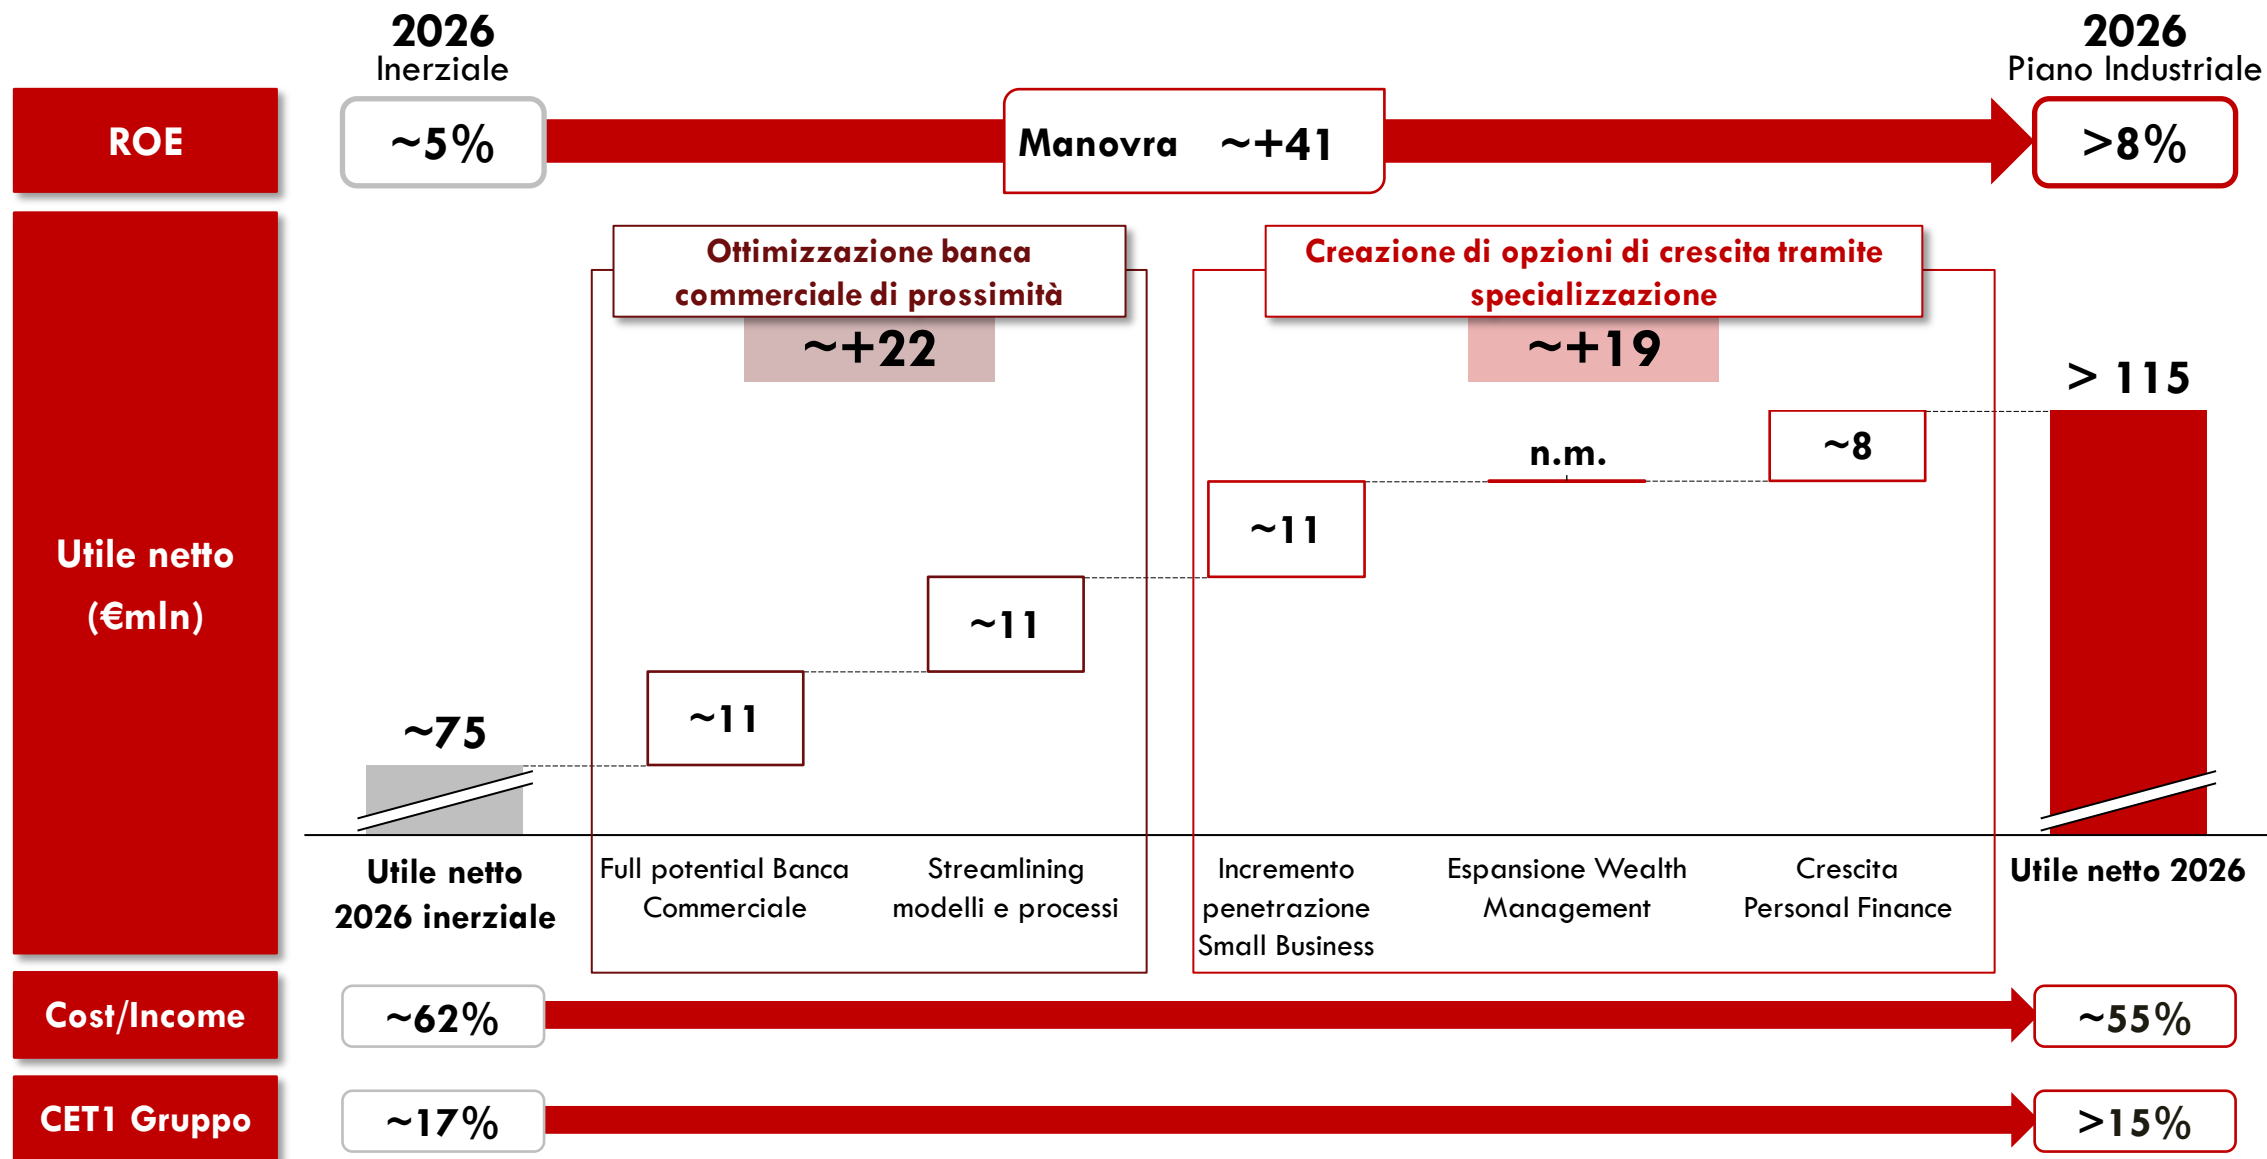 2026
Inerziale
2026
Piano Industriale
ROE
~5%
Manovra ~+41
>8%
Utile netto
(€mln)
Ottimizzazione banca
commerciale di prossimità
~+22
Creazione di opzioni di crescita tramite
specializzazione
~+19
~75
~11
~11
~11
n.m.
~8
> 115
Utile netto
2026 inerziale
Full potential Banca
Commerciale
Streamlining
modelli e processi
Incremento
penetrazione
Small Business
Espansione Wealth
Management
Crescita
Personal Finance
Utile netto 2026
Cost/Income
~62%
~55%
CET1 Gruppo
~17%
>15%